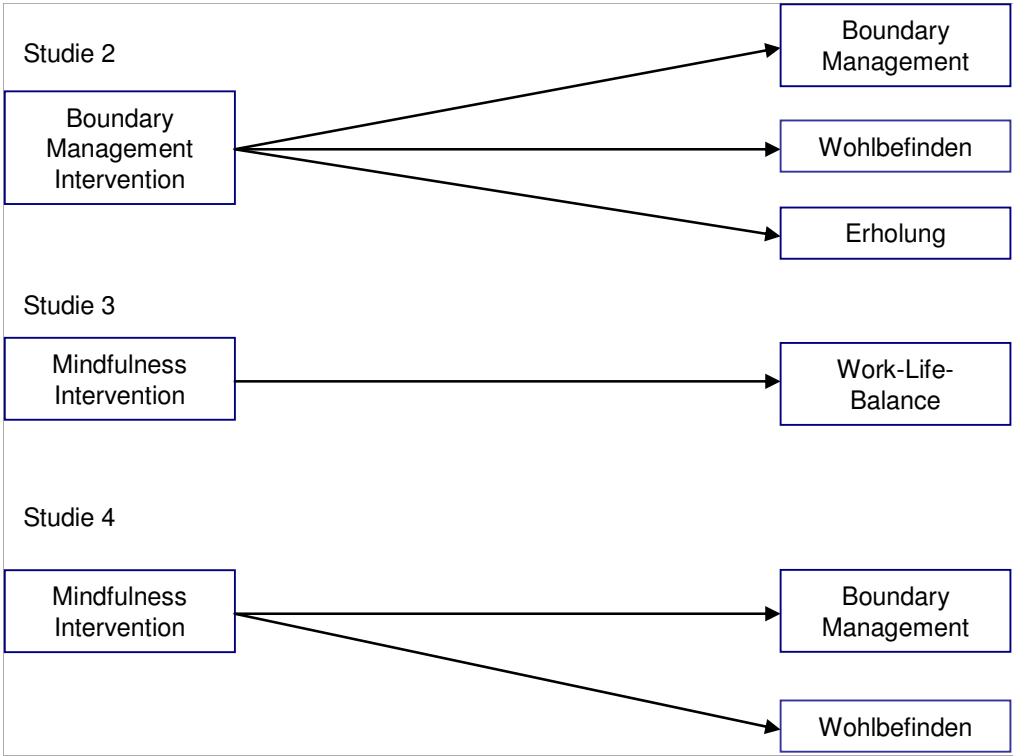 Studie 2
Boundary
Management
Intervention
Boundary
Management
Wohlbefinden
Erholung
Studie 3
Mindfulness
Intervention
Work-Life-
Balance
Studie 4
Mindfulness
Intervention
Boundary
Management
Wohlbefinden